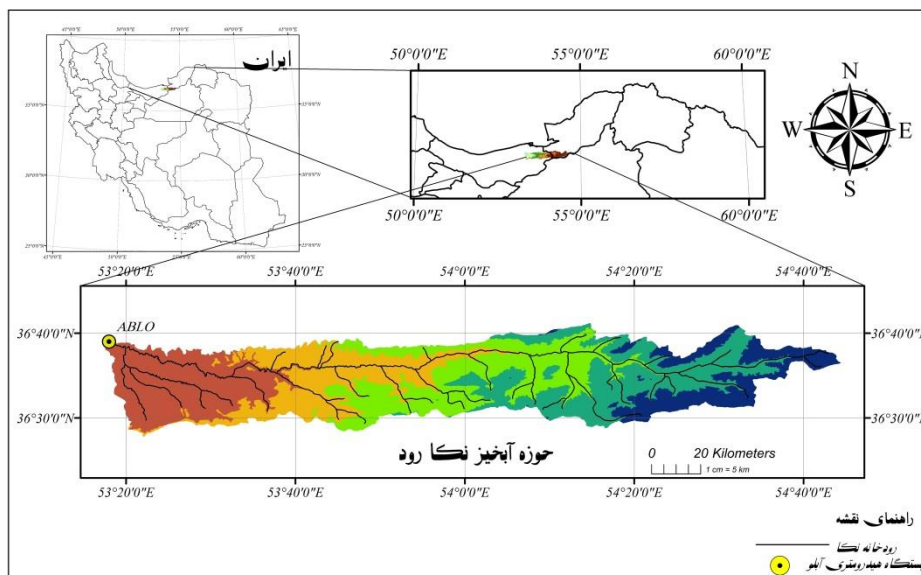 ایران
50°0'0"E 55°0'0"E 60°0'0"E
N
W E
S
50°0'0"E 55°0'0"E 60°0'0"E
53°20'0"E 53°40'0"E 54°0'0"E 54°20'0"E 54°40'0"E
36°40'0"N 36°40'0"N
ABLO
36°30'0"N 36°30'0"N
حوزه آبخیز نکا رود
0 20 Kilometers
1 cm = 5 km
53°20'0"E 53°40'0"E 54°0'0"E 54°20'0"E 54°40'0"E
راهنمای نقشه
رودخانه نکا
ستگاه هیدرومتری آبلو